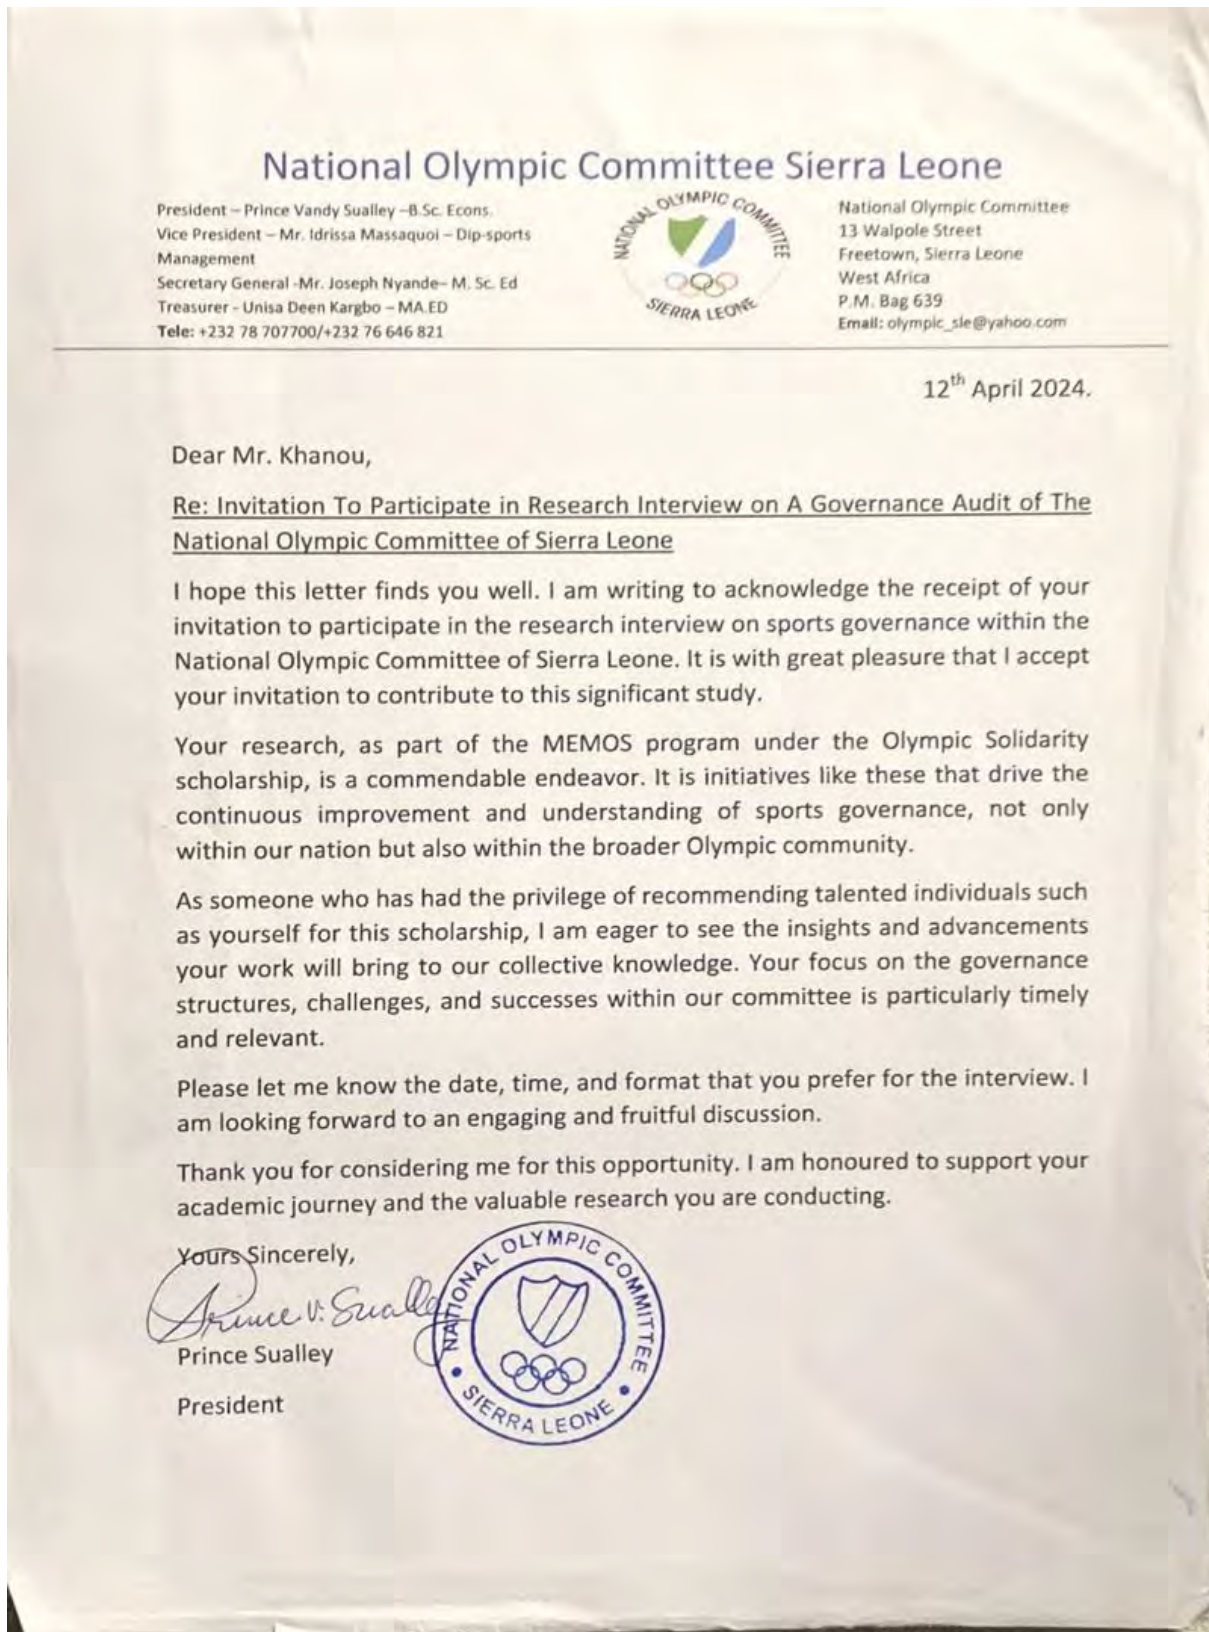 National Olympic Committee Sierra Leone
President – Prince Vandy Sualley –B.Sc. Econs.
Vice President – Mr. Idrissa Massaquoi – Dip-sports
Management
Secretary General -Mr. Joseph Nyande– M. Sc. Ed
Treasurer - Unisa Deen Kargbo – MA.ED
Tele: +232 78 707700/+232 76 646 821
NATIONAL OLYMPIC COMMITTEE
SIERRA LEONE
National Olympic Committee
13 Walpole Street
Freetown, Sierra Leone
West Africa
P.M. Bag 639
Email: olympic_sle@yahoo.com
12th April 2024.
Dear Mr. Khanou,
Re: Invitation To Participate in Research Interview on A Governance Audit of The
National Olympic Committee of Sierra Leone
I hope this letter finds you well. I am writing to acknowledge the receipt of your
invitation to participate in the research interview on sports governance within the
National Olympic Committee of Sierra Leone. It is with great pleasure that I accept
your invitation to contribute to this significant study.
Your research, as part of the MEMOS program under the Olympic Solidarity
scholarship, is a commendable endeavor. It is initiatives like these that drive the
continuous improvement and understanding of sports governance, not only
within our nation but also within the broader Olympic community.
As someone who has had the privilege of recommending talented individuals such
as yourself for this scholarship, I am eager to see the insights and advancements
your work will bring to our collective knowledge. Your focus on the governance
structures, challenges, and successes within our committee is particularly timely
and relevant.
Please let me know the date, time, and format that you prefer for the interview. I
am looking forward to an engaging and fruitful discussion.
Thank you for considering me for this opportunity. I am honoured to support your
academic journey and the valuable research you are conducting.
Yours Sincerely,
Prince V. Sualley
Prince Sualley
President
NATIONAL OLYMPIC COMMITTEE
SIERRA LEONE